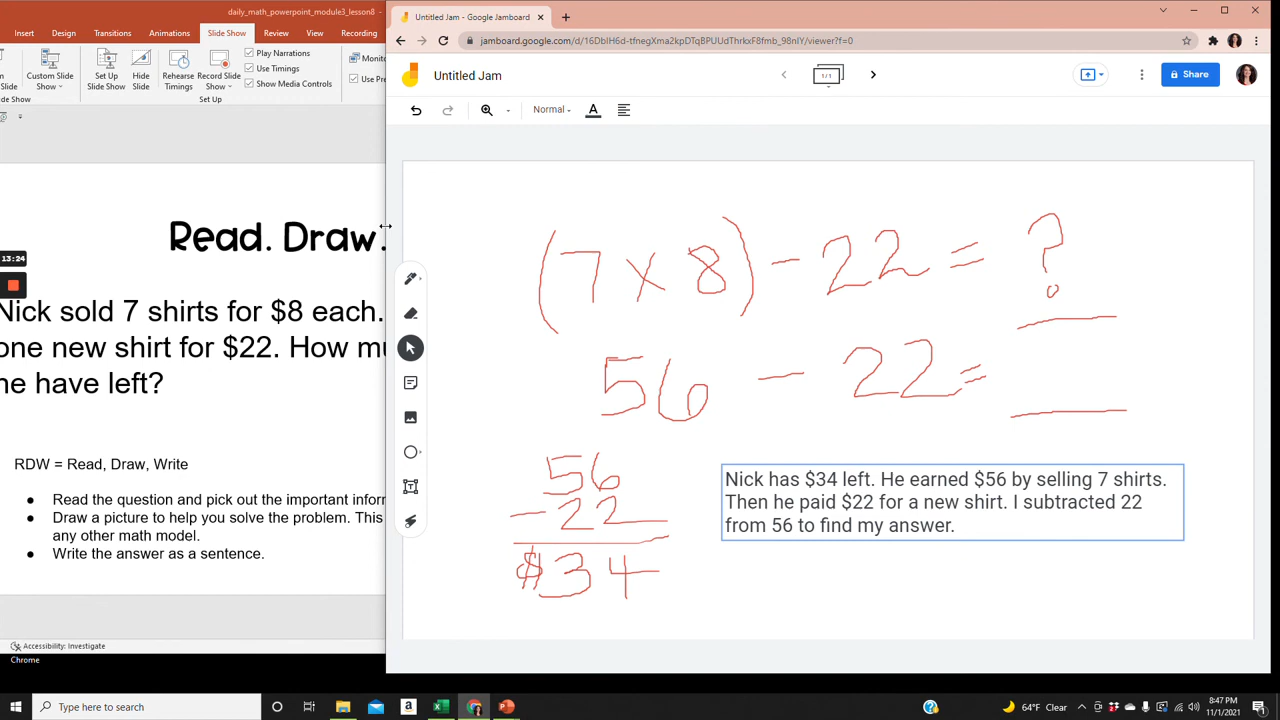 daily_math_powerpoint_module3_lesson8
Untitled Jam - Google Jamboard
Insert Design Transitions Animations Slide Show Review View Recording
jamboard.google.com/d/16DbIH6d-tfnegXma2kpDTqBPUUdThrkxF8fmb_98nIY/viewer?f=0
Custom Slide Show
Set Up Slide Show
Hide Slide
Rehearse Timings
Record Slide Show
Play Narrations
Use Timings
Show Media Controls
Set Up
Untitled Jam
1/1
Share
Normal
A
(7 x 8) - 22 = ?
56 - 22 =
56
- 22
$34
Nick has $34 left. He earned $56 by selling 7 shirts.
Then he paid $22 for a new shirt. I subtracted 22
from 56 to find my answer.
Read. Draw.
13:24
Nick sold 7 shirts for $8 each.
one new shirt for $22. How
he have left?
RDW = Read, Draw, Write
● Read the question and pick out the important
● Draw a picture to help you solve the problem. This
any other math model.
● Write the answer as a sentence.
Accessibility: Investigate
Chrome
Type here to search
64°F Clear
8:47 PM
11/1/2021